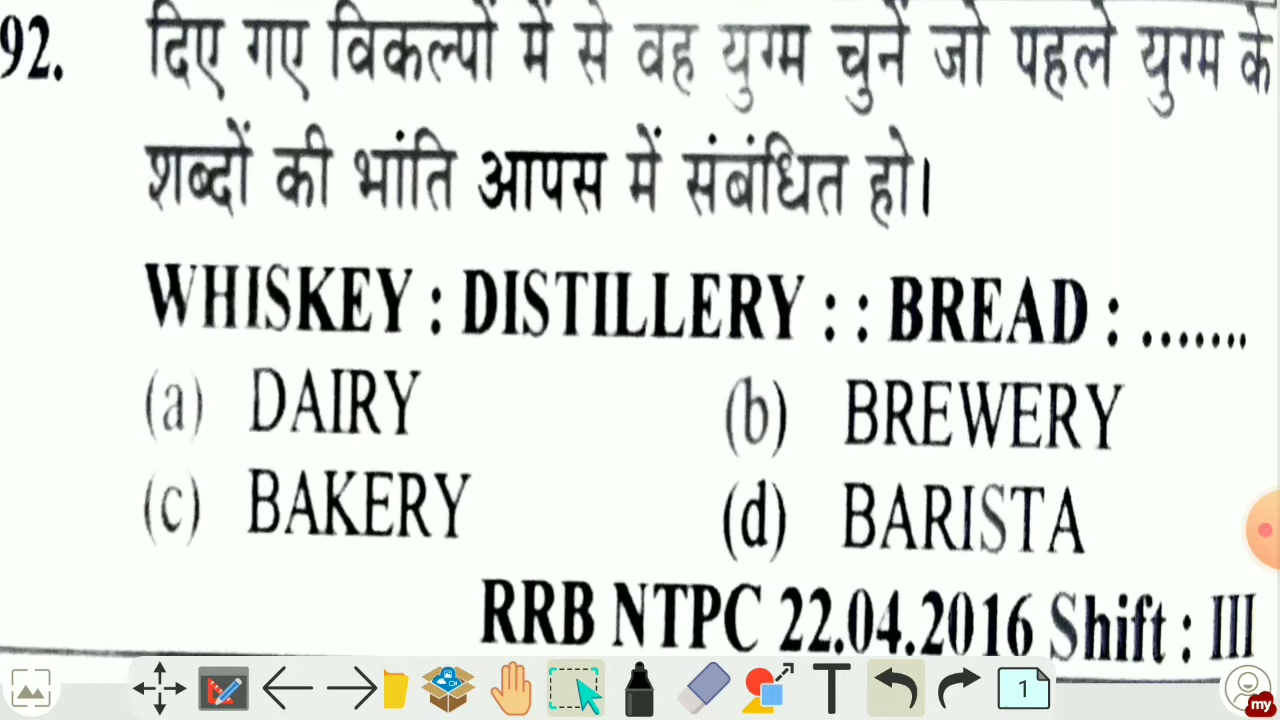 92. दिए गए विकल्पों में से वह युग्म चुनें जो पहले युग्म के
शब्दों की भांति आपस में संबंधित हो।
WHISKEY : DISTILLERY : : BREAD : .......
(a) DAIRY (b) BREWERY
(c) BAKERY (d) BARISTA
RRB NTPC 22.04.2016 Shift : III
T 1 my